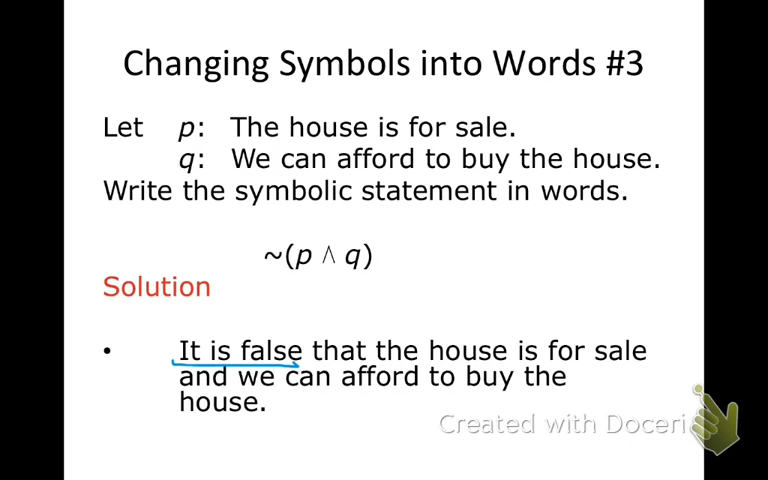 Changing Symbols into Words #3
Let p: The house is for sale.
q: We can afford to buy the house.
Write the symbolic statement in words.
~(p ∧ q)
Solution
• It is false that the house is for sale
and we can afford to buy the
house.
Created with Doceri